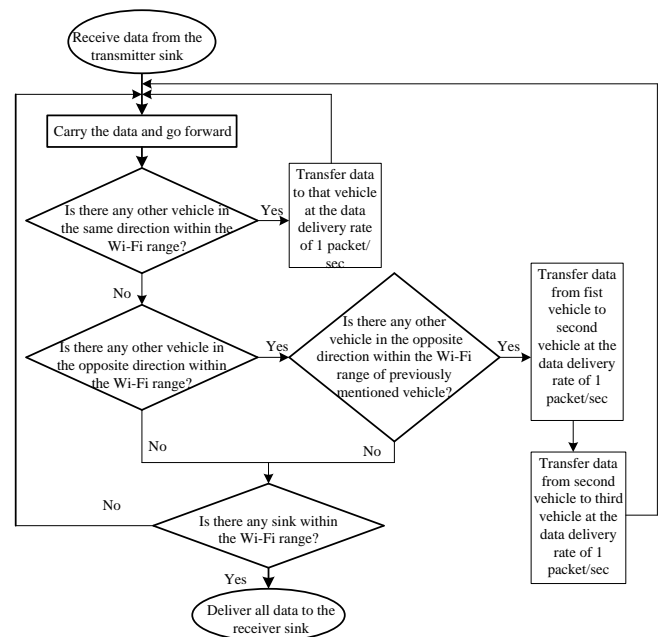 Receive data from the
transmitter sink
Carry the data and go forward
Is there any other vehicle in
the same direction within the
Wi-Fi range?
Yes
Transfer data
to that vehicle
at the data
delivery rate
of 1 packet/
sec
No
Is there any other vehicle in
the opposite direction within
the Wi-Fi range?
Yes
Is there any other
vehicle in the opposite
direction within the Wi-Fi
range of previously
mentioned vehicle?
Yes
Transfer data
from fist
vehicle to
second
vehicle at the
data delivery
rate of 1
packet/sec
No
No
Transfer data
from second
vehicle to third
vehicle at the
data delivery
rate of 1
packet/sec
No
Is there any sink within
the Wi-Fi range?
Yes
Deliver all data to the
receiver sink